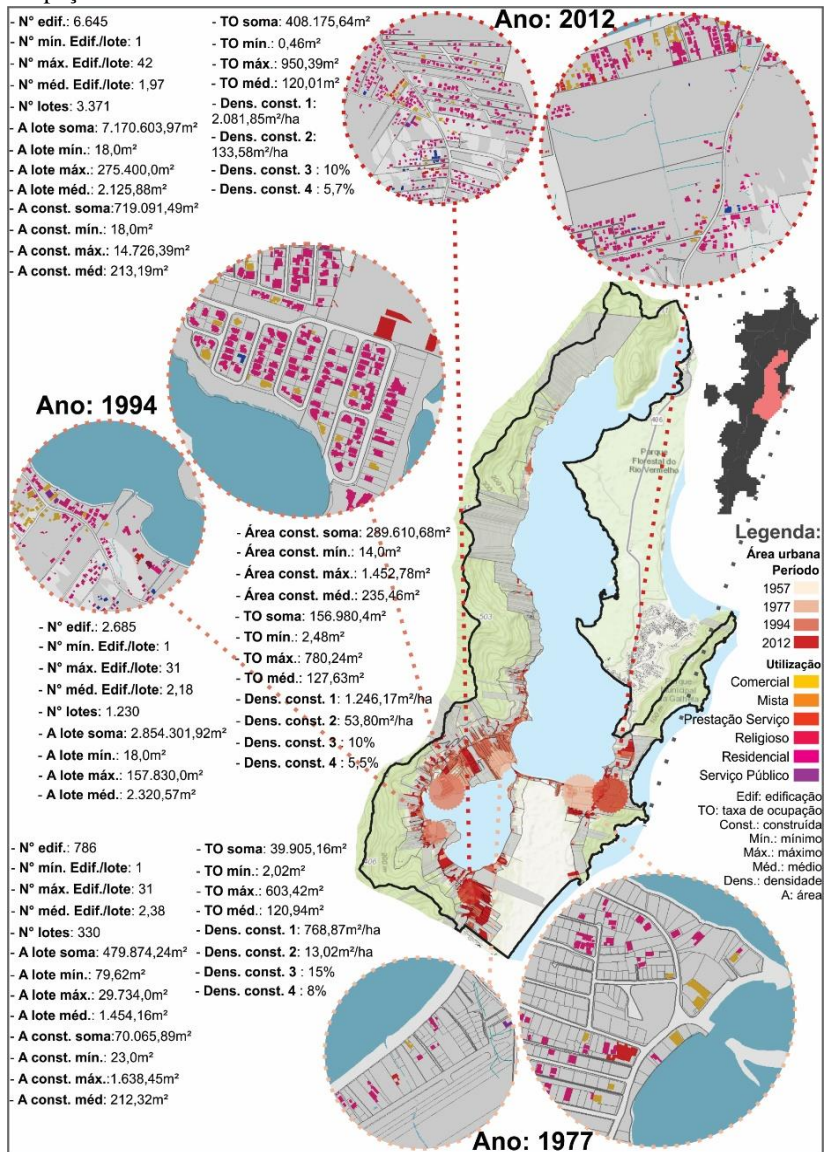 Ano: 2012
- N° edif.: 6.645
- N° mín. Edif./lote: 1
- N° máx. Edif./lote: 42
- N° méd. Edif./lote: 1,97
- N° lotes: 3.371
- A lote soma: 7.170.603,97m²
- A lote mín.: 18,0m²
- A lote máx.: 275.400,0m²
- A lote méd.: 2.125,88m²
- A const. soma:719.091,49m²
- A const. mín.: 18,0m²
- A const. máx.: 14.726,39m²
- A const. méd: 213,19m²
- TO soma: 408.175,64m²
- TO mín.: 0,46m²
- TO máx.: 950,39m²
- TO méd.: 120,01m²
- Dens. const. 1:
2.081,85m²/ha
- Dens. const. 2:
133,58m²/ha
- Dens. const. 3 : 10%
- Dens. const. 4 : 5,7%
Ano: 1994
- Área const. soma: 289.610,68m²
- Área const. mín.: 14,0m²
- Área const. máx.: 1.452,78m²
- Área const. méd.: 235,46m²
- TO soma: 156.980,4m²
- TO mín.: 2,48m²
- TO máx.: 780,24m²
- TO méd.: 127,63m²
- Dens. const. 1: 1.246,17m²/ha
- Dens. const. 2: 53,80m²/ha
- Dens. const. 3: 10%
- Dens. const. 4: 5,5%
- N° edif.: 2.685
- N° mín. Edif/lote: 1
- N° máx. Edif/lote: 31
- N° méd. Edif/lote: 2,18
- N° lotes: 1.230
- A lote soma: 2.854.301,92m²
- A lote mín.: 18,0m²
- A lote máx.: 157.830,0m²
- A lote méd.: 2.320,57m²
406
Parque
Florestal do
Rio Vermelho
503
Parque
Municipal
da Galheta
406
Legenda:
Área urbana
Período
1957
1977
1994
2012
Utilização
Comercial
Mista
Prestação Serviço
Religioso
Residencial
Serviço Público
Edif: edificação
TO: taxa de ocupação
Const.: construída
Mín.: mínimo
Máx.: máximo
Méd.: médio
Dens.: densidade
A: área
- N° edif.: 786
- N° mín. Edif./lote: 1
- N° máx. Edif./lote: 31
- N° méd. Edif./lote: 2,38
- N° lotes: 330
- A lote soma: 479.874,24m²
- A lote mín.: 79,62m²
- A lote máx.: 29.734,0m²
- A lote méd.: 1.454,16m²
- A const. soma:70.065,89m²
- A const. mín.: 23,0m²
- A const. máx.:1.638,45m²
- A const. méd: 212,32m²
- TO soma: 39.905,16m²
- TO mín.: 2,02m²
- TO máx.: 603,42m²
- TO méd.: 120,94m²
- Dens. const. 1: 768,87m²/ha
- Dens. const. 2: 13,02m²/ha
- Dens. const. 3: 15%
- Dens. const. 4: 8%
Ano: 1977